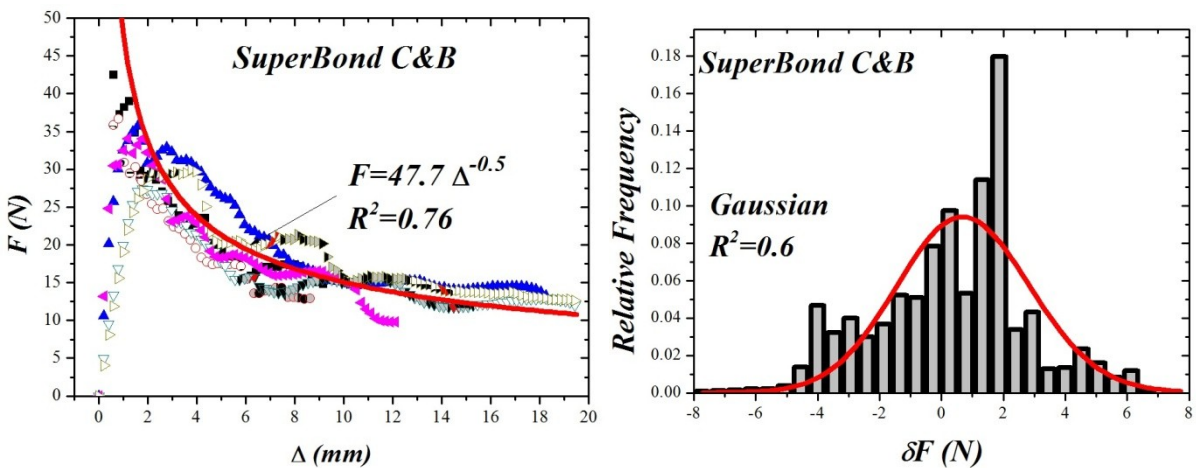 SuperBond C&B
F=47.7 Δ^-0.5
R²=0.76
F (N)
50
45
40
35
30
25
20
15
10
5
0
0 2 4 6 8 10 12 14 16 18 20
Δ (mm)
SuperBond C&B
Gaussian
R²=0.6
Relative Frequency
0.18
0.16
0.14
0.12
0.10
0.08
0.06
0.04
0.02
0.00
-8 -6 -4 -2 0 2 4 6 8
δF (N)